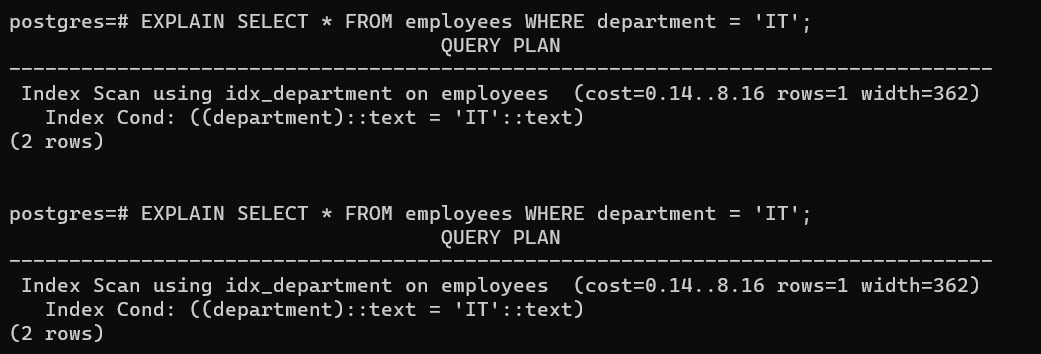 postgres=# EXPLAIN SELECT * FROM employees WHERE department = 'IT';
                                    QUERY PLAN
----------------------------------------------------------------------------------
 Index Scan using idx_department on employees  (cost=0.14..8.16 rows=1 width=362)
   Index Cond: ((department)::text = 'IT'::text)
(2 rows)

postgres=# EXPLAIN SELECT * FROM employees WHERE department = 'IT';
                                    QUERY PLAN
----------------------------------------------------------------------------------
 Index Scan using idx_department on employees  (cost=0.14..8.16 rows=1 width=362)
   Index Cond: ((department)::text = 'IT'::text)
(2 rows)